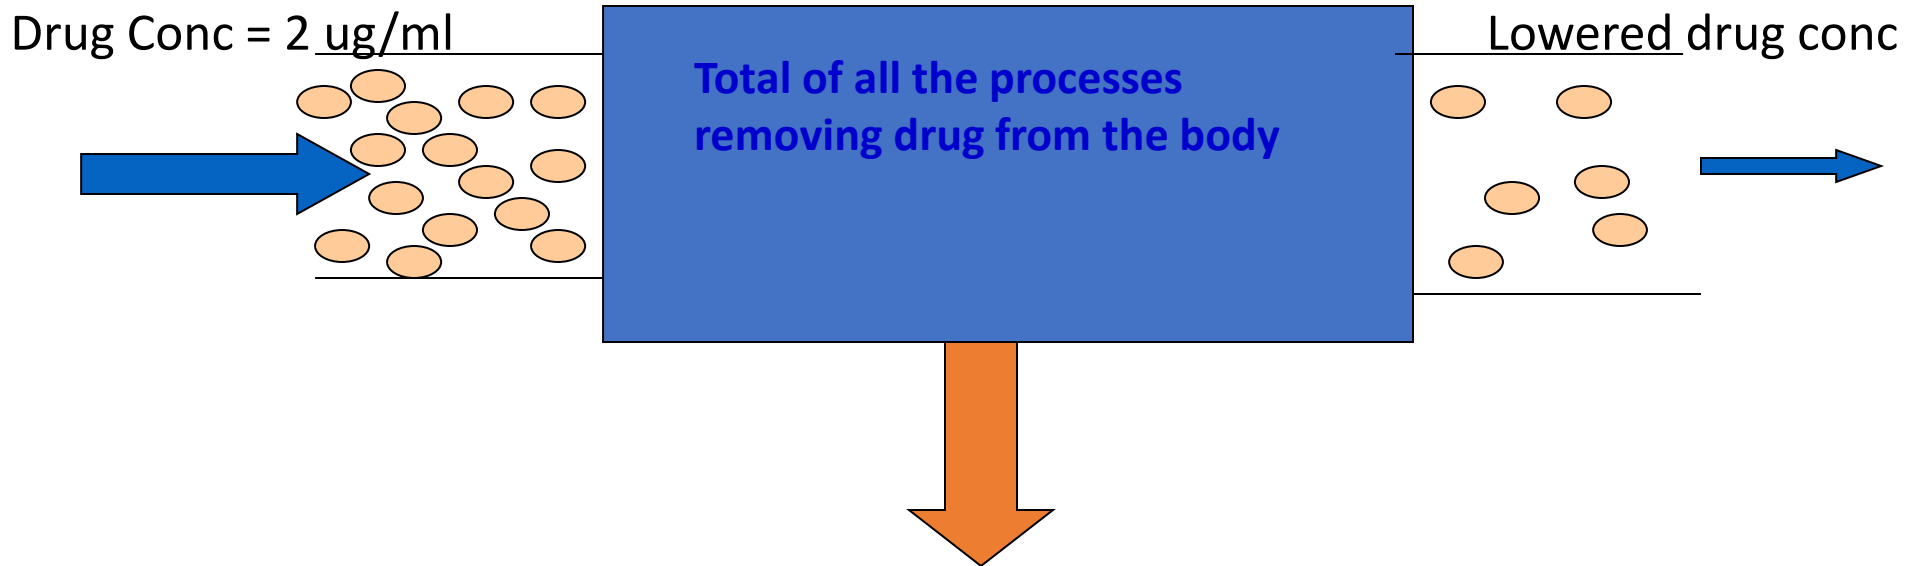 Drug Conc = 2 ug/ml
Total of all the processes
removing drug from the body
Lowered drug conc